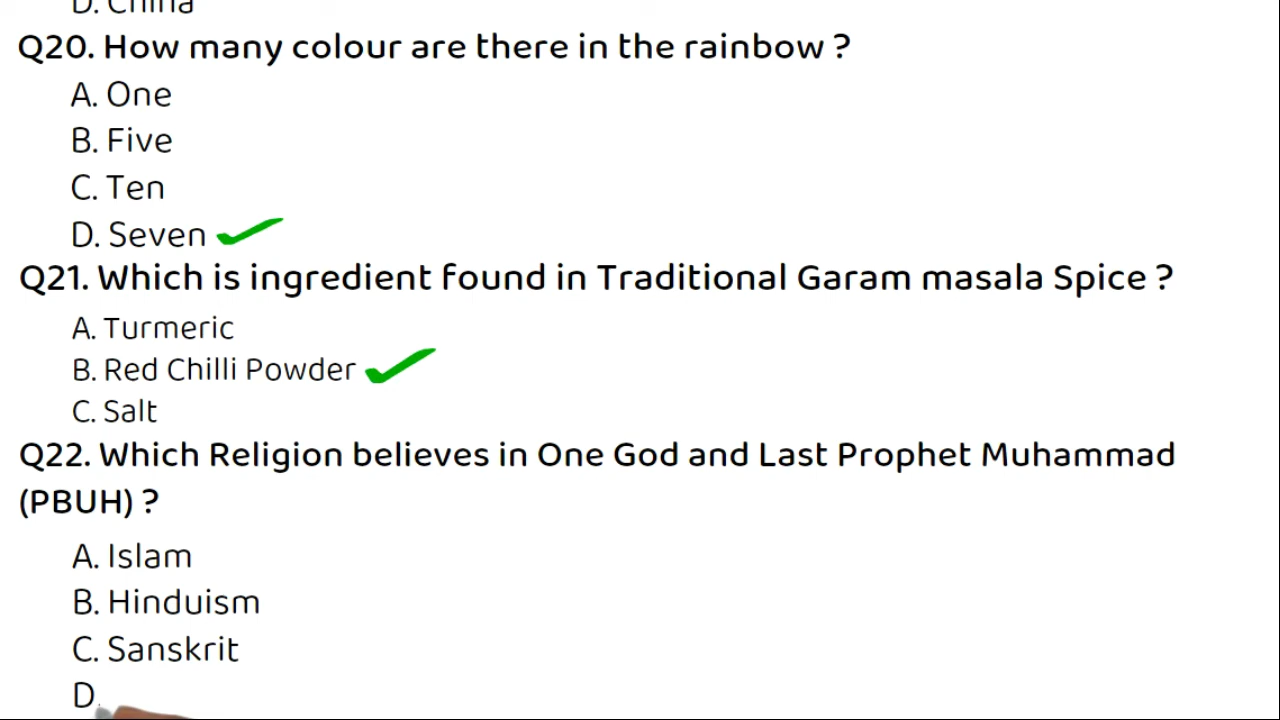 D. China
Q20. How many colour are there in the rainbow ?
A. One
B. Five
C. Ten
D. Seven
Q21. Which is ingredient found in Traditional Garam masala Spice ?
A. Turmeric
B. Red Chilli Powder
C. Salt
Q22. Which Religion believes in One God and Last Prophet Muhammad
(PBUH) ?
A. Islam
B. Hinduism
C. Sanskrit
D.